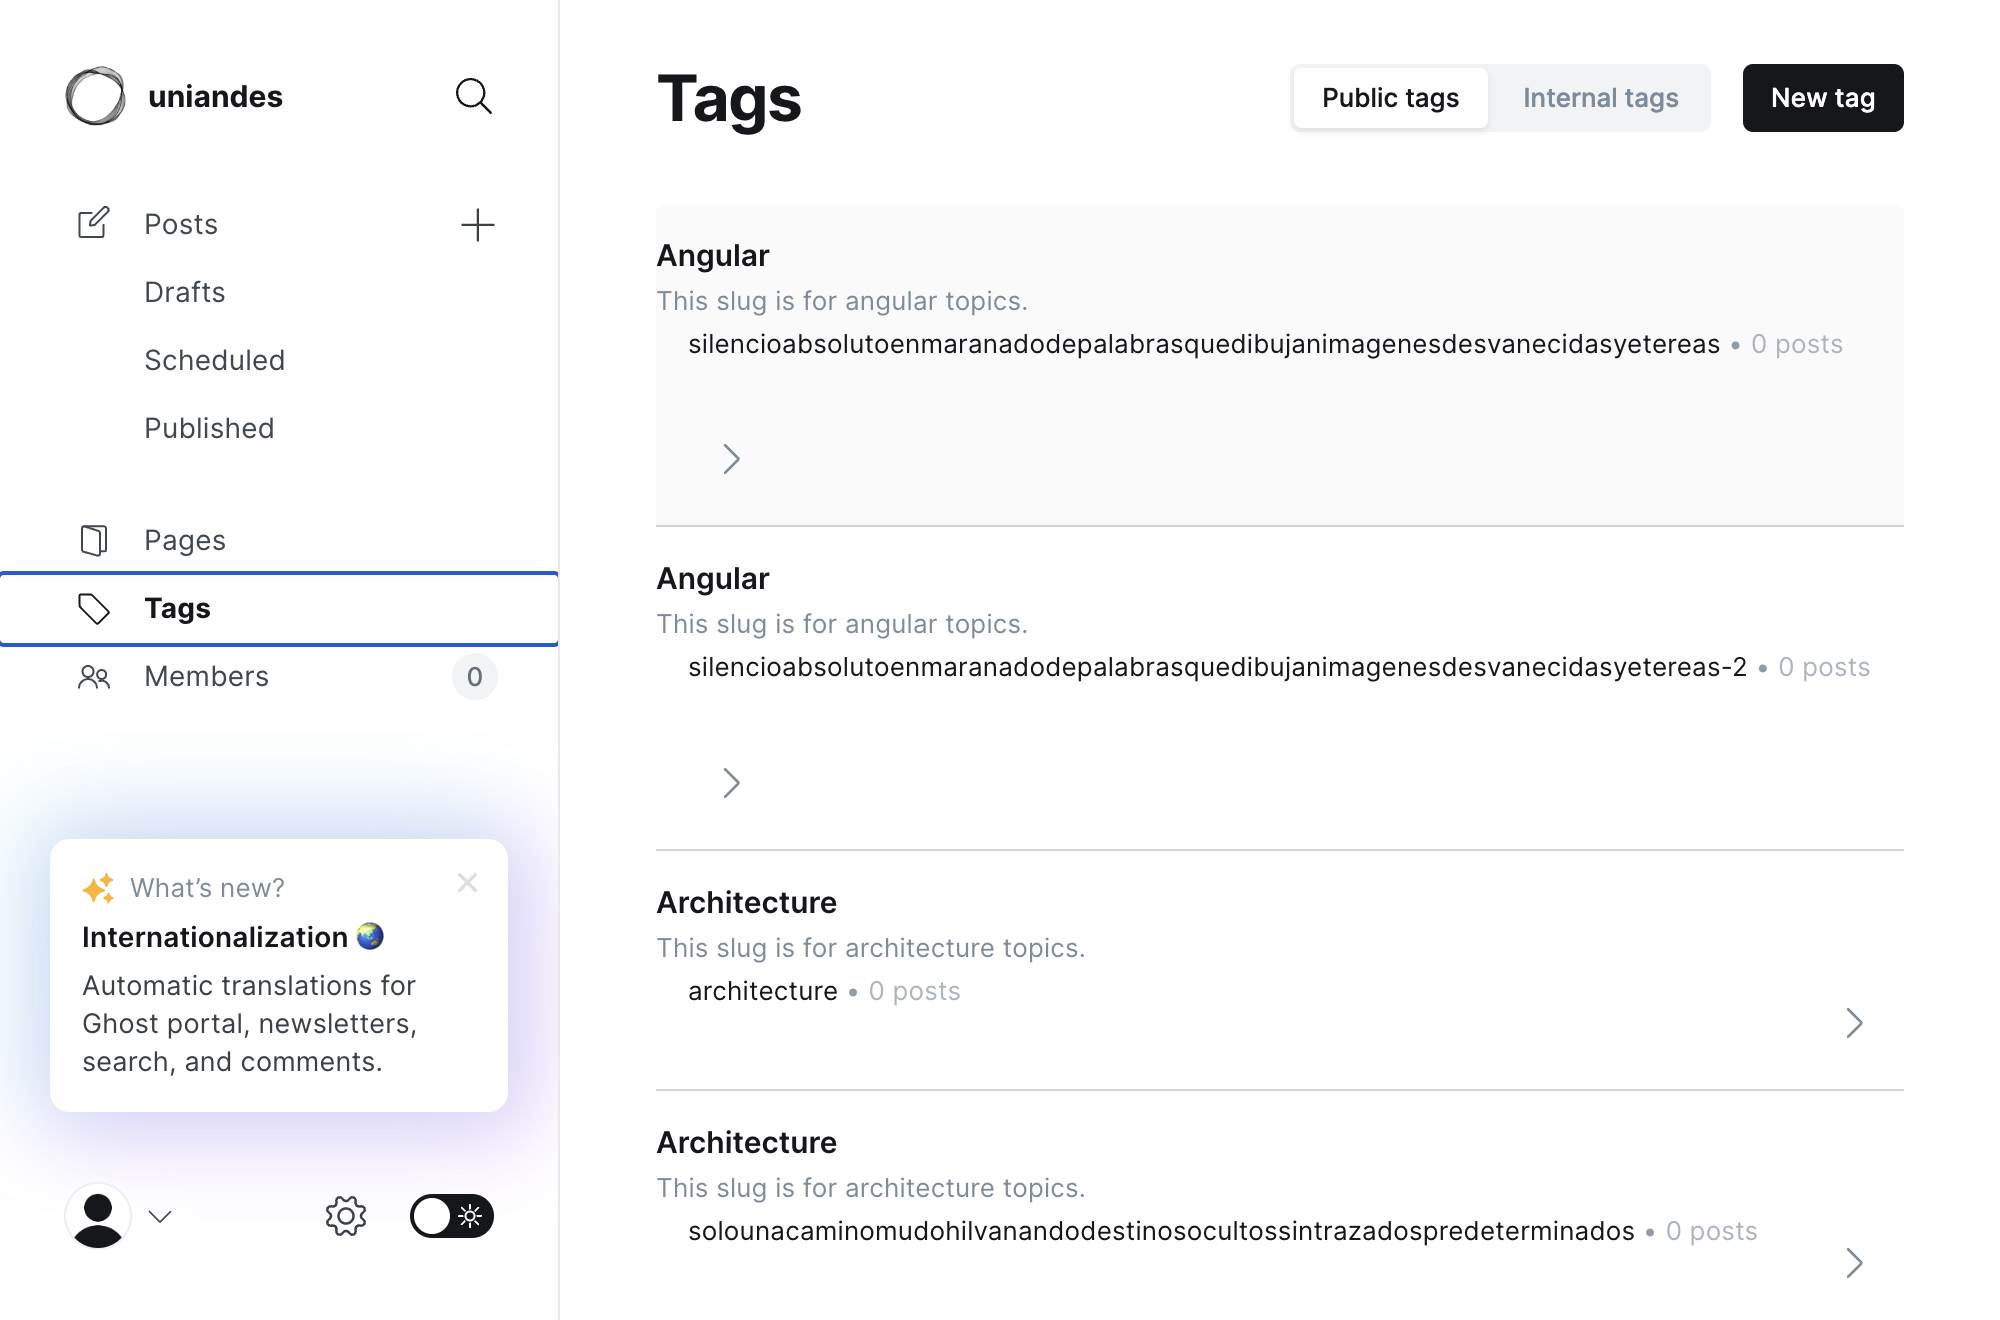 uniandes
Posts
Drafts
Scheduled
Published
Pages
Tags
Members
0
What’s new?
Internationalization
Automatic translations for
Ghost portal, newsletters,
search, and comments.
Tags
Public tags
Internal tags
New tag
Angular
This slug is for angular topics.
silencioabsolutoenmaranadodepalabrasquedibujanimagenesdesvanecidasyetereas • 0 posts
Angular
This slug is for angular topics.
silencioabsolutoenmaranadodepalabrasquedibujanimagenesdesvanecidasyetereas-2 • 0 posts
Architecture
This slug is for architecture topics.
architecture • 0 posts
Architecture
This slug is for architecture topics.
solounacaminomudohilvanandodestinosocultossintrazadospredeterminados • 0 posts